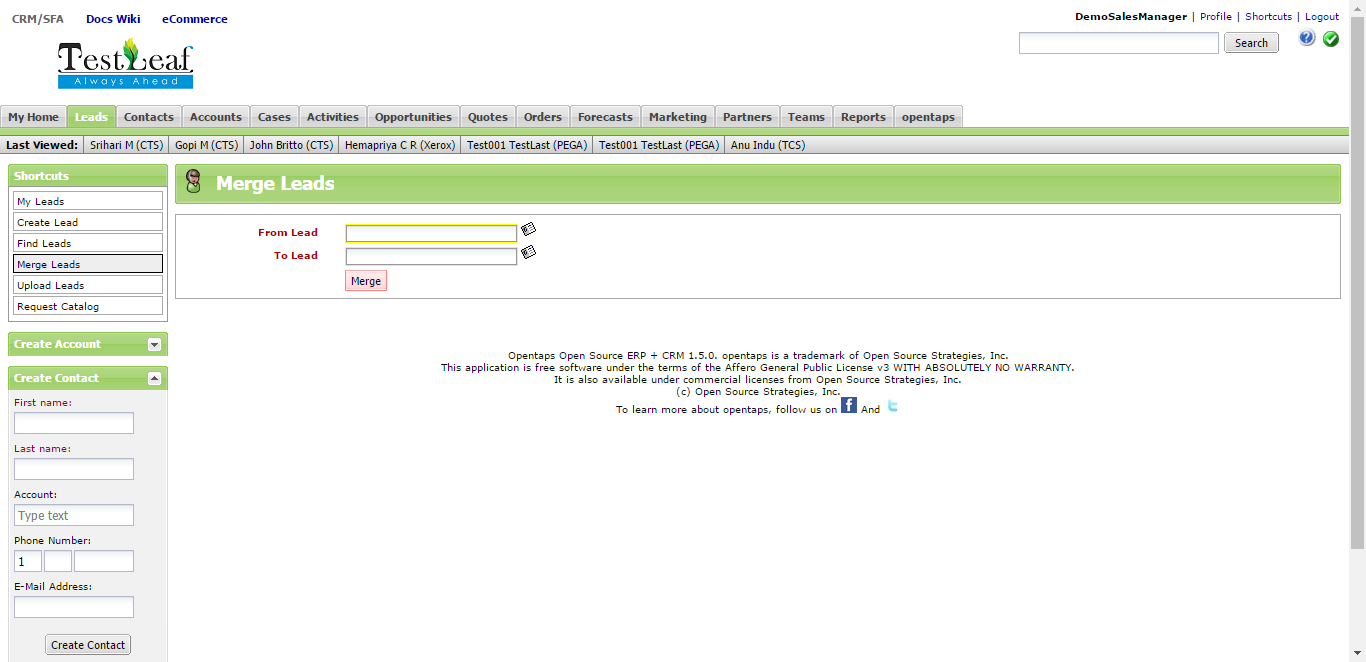 CRM/SFA Docs Wiki eCommerce
DemoSalesManager | Profile | Shortcuts | Logout
TestLeaf
Always Ahead
Search
My Home Leads Contacts Accounts Cases Activities Opportunities Quotes Orders Forecasts Marketing Partners Teams Reports opentaps
Last Viewed: Srihari M (CTS) Gopi M (CTS) John Britto (CTS) Hemapriya C R (Xerox) Test001 TestLast (PEGA) Test001 TestLast (PEGA) Anu Indu (TCS)
Shortcuts
My Leads
Create Lead
Find Leads
Merge Leads
Upload Leads
Request Catalog
Create Account
Create Contact
First name:
Last name:
Account:
Type text
Phone Number:
1
E-Mail Address:
Create Contact
Merge Leads
From Lead
To Lead
Merge
Opentaps Open Source ERP + CRM 1.5.0. opentaps is a trademark of Open Source Strategies, Inc.
This application is free software under the terms of the Affero General Public License v3 WITH ABSOLUTELY NO WARRANTY.
It is also available under commercial licenses from Open Source Strategies, Inc.
(c) Open Source Strategies, Inc.
To learn more about opentaps, follow us on f And t